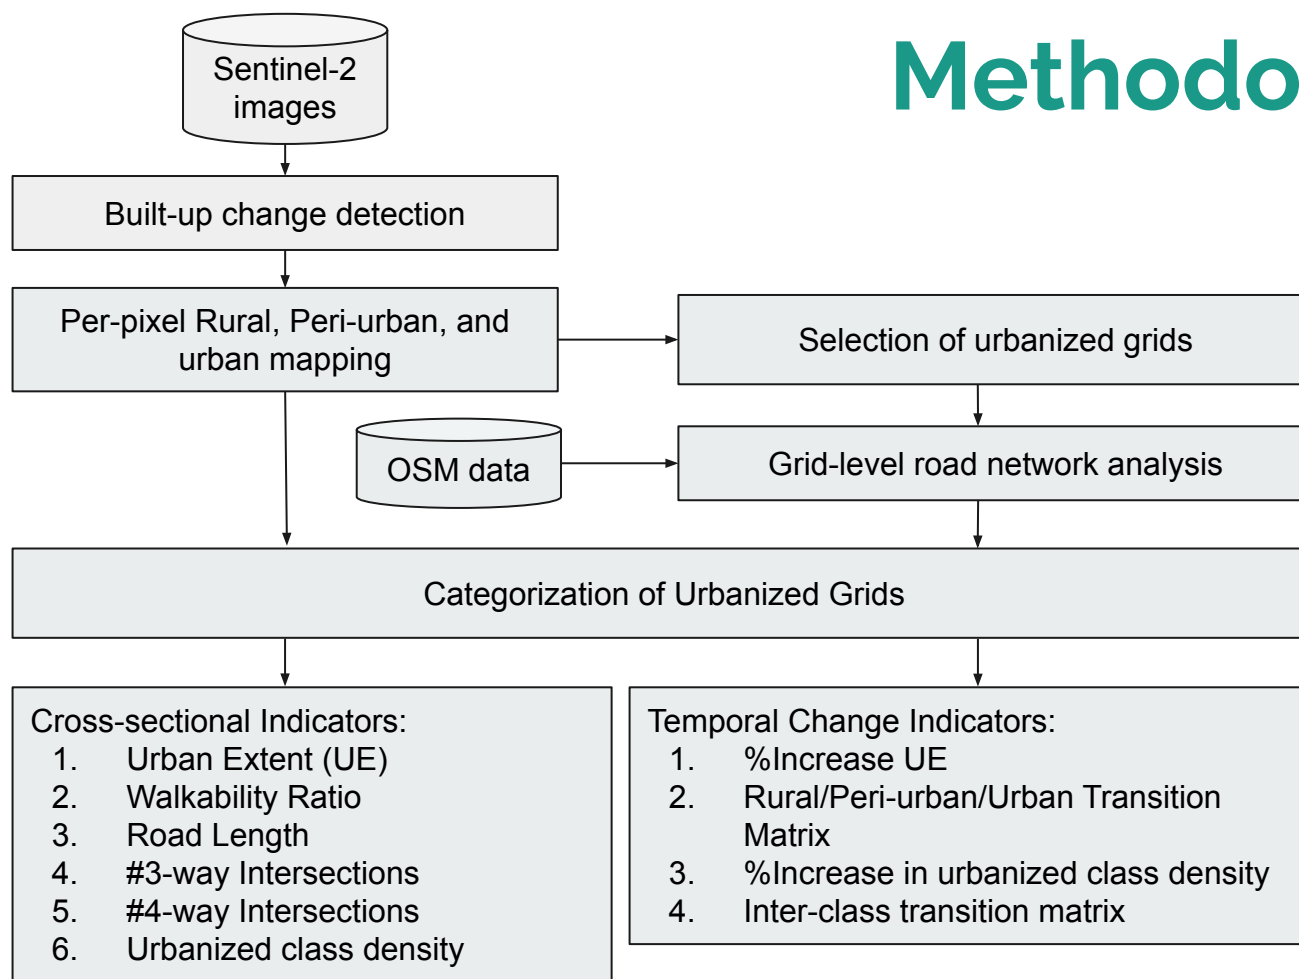 Methodo
Sentinel-2
images
Built-up change detection
Per-pixel Rural, Peri-urban, and
urban mapping
Selection of urbanized grids
OSM data
Grid-level road network analysis
Categorization of Urbanized Grids
Cross-sectional Indicators:
1. Urban Extent (UE)
2. Walkability Ratio
3. Road Length
4. #3-way Intersections
5. #4-way Intersections
6. Urbanized class density
Temporal Change Indicators:
1. %Increase UE
2. Rural/Peri-urban/Urban Transition
Matrix
3. %Increase in urbanized class density
4. Inter-class transition matrix